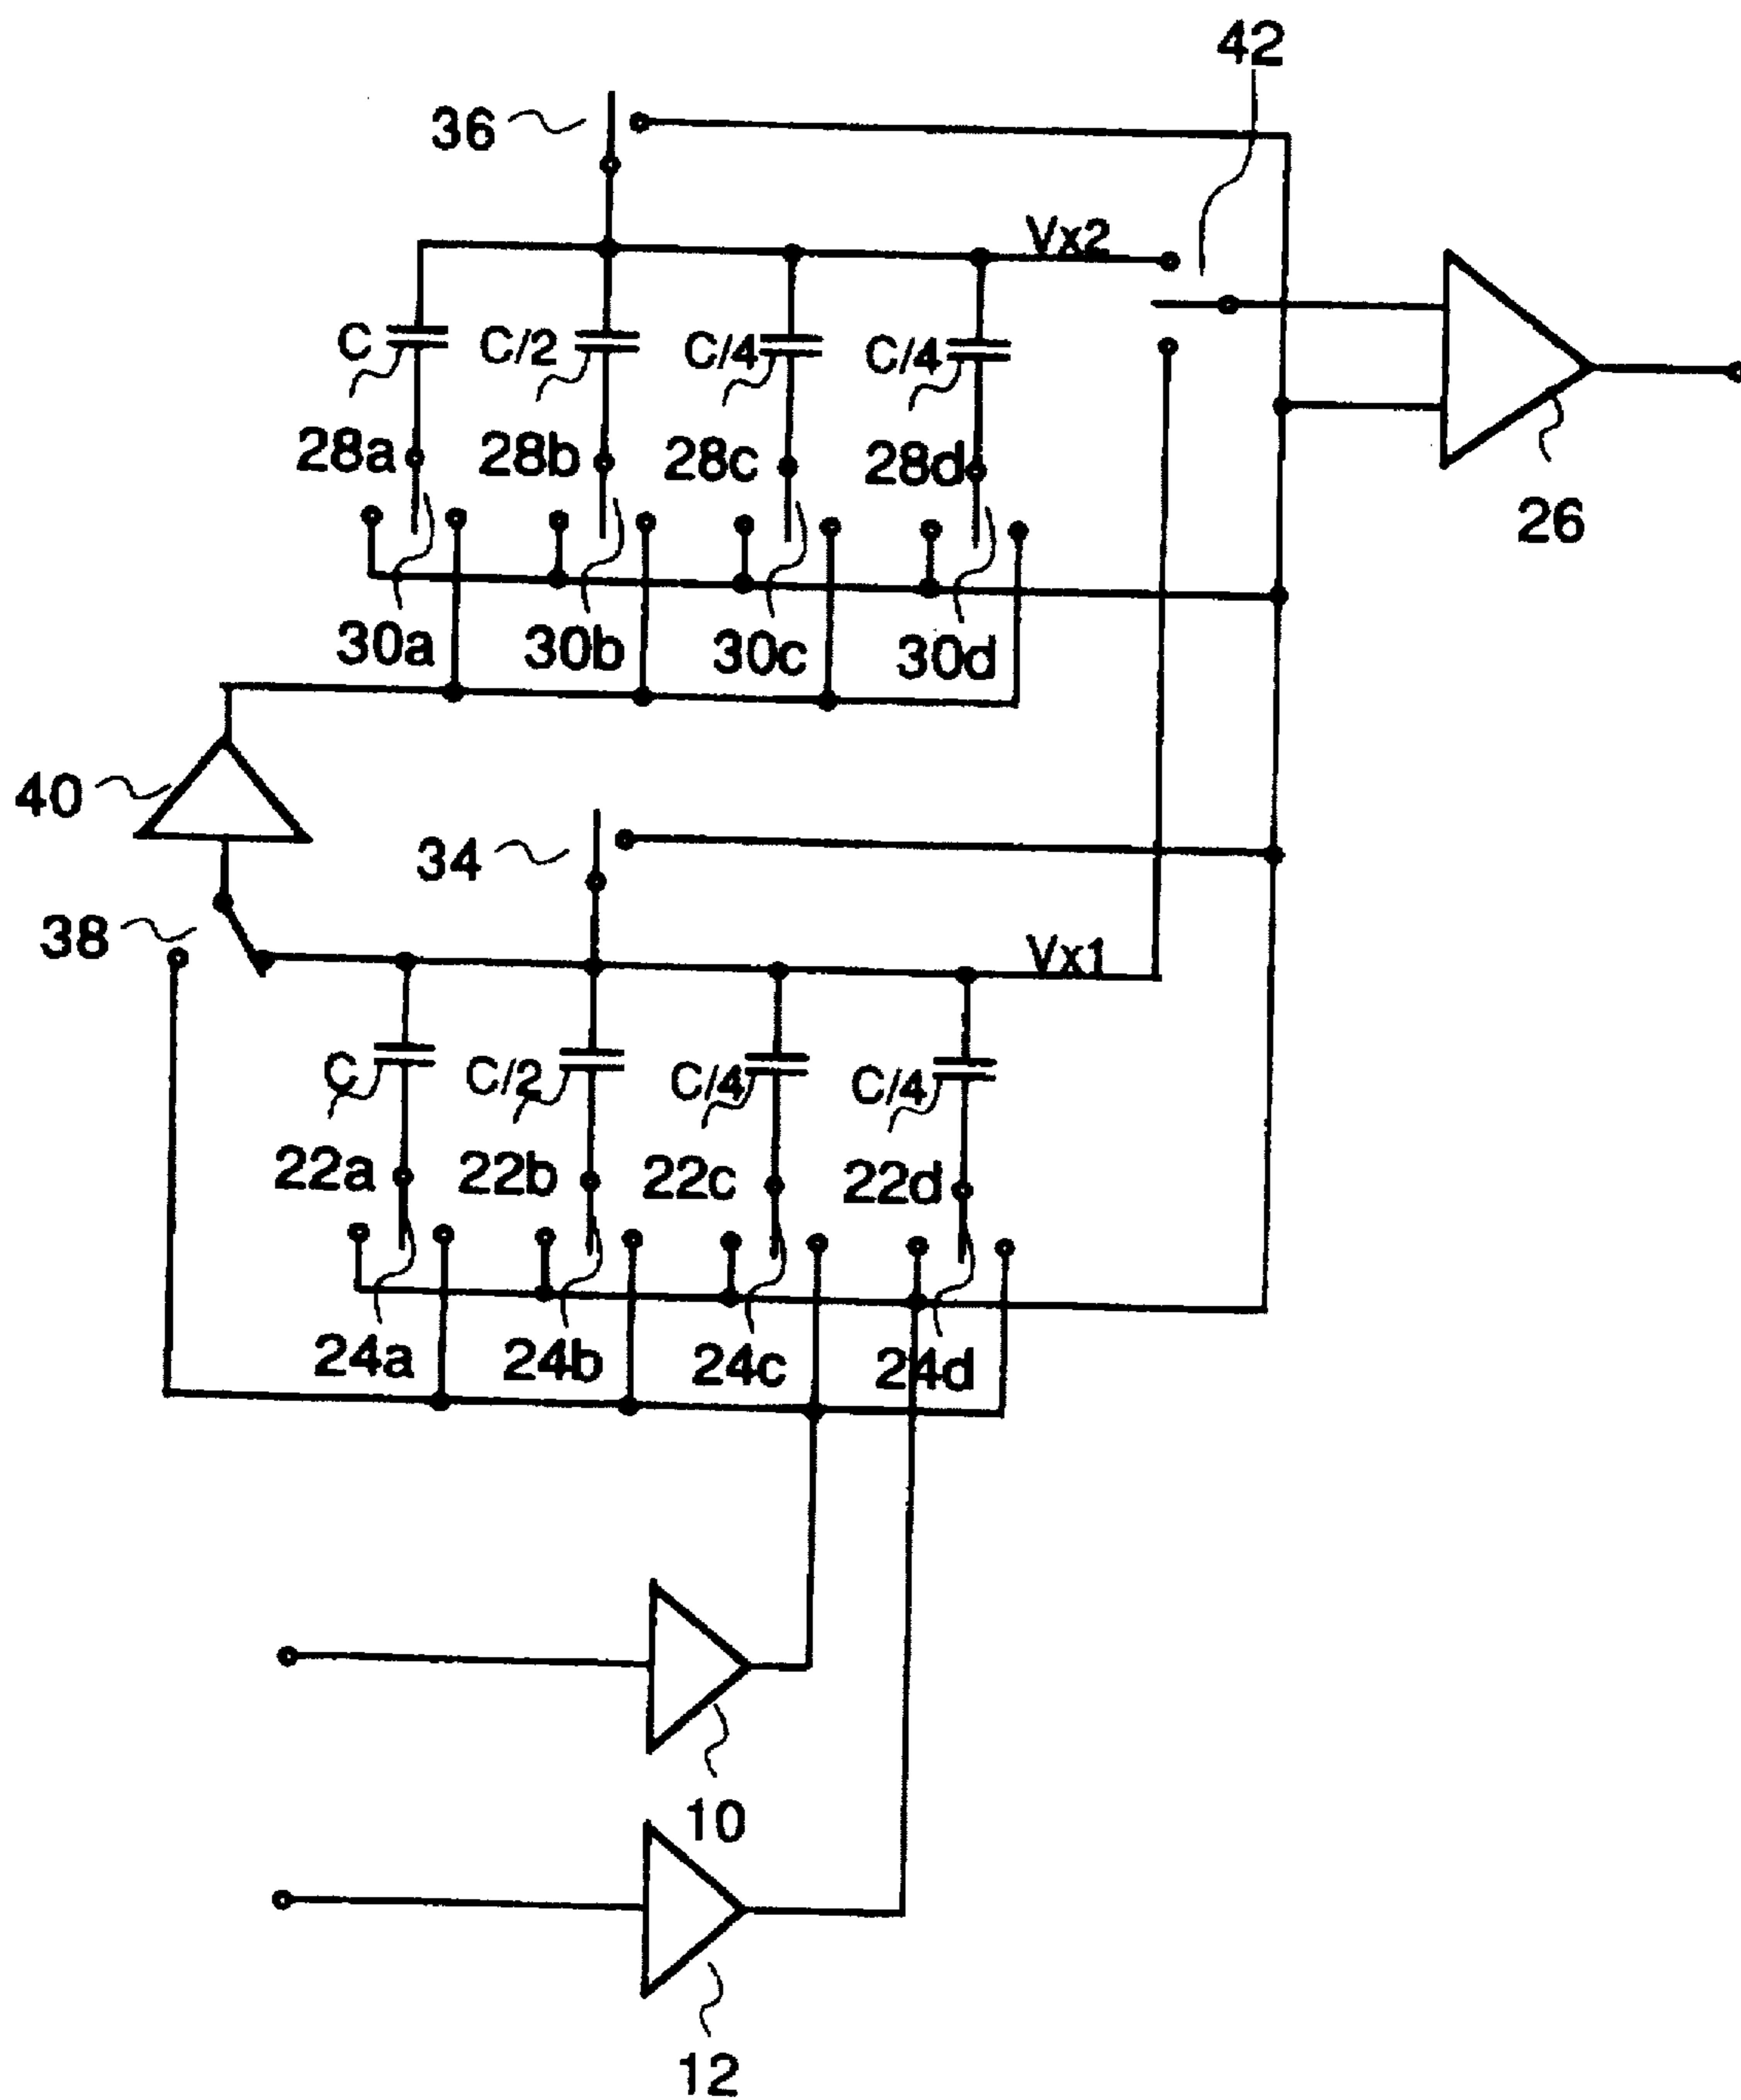 42
36
Vx2
C C/2 C/4 C/4
28a 28b 28c 28d
26
30a 30b 30c 30d
40
34
38
Vx1
C C/2 C/4 C/4
22a 22b 22c 22d
24a 24b 24c 24d
10
12